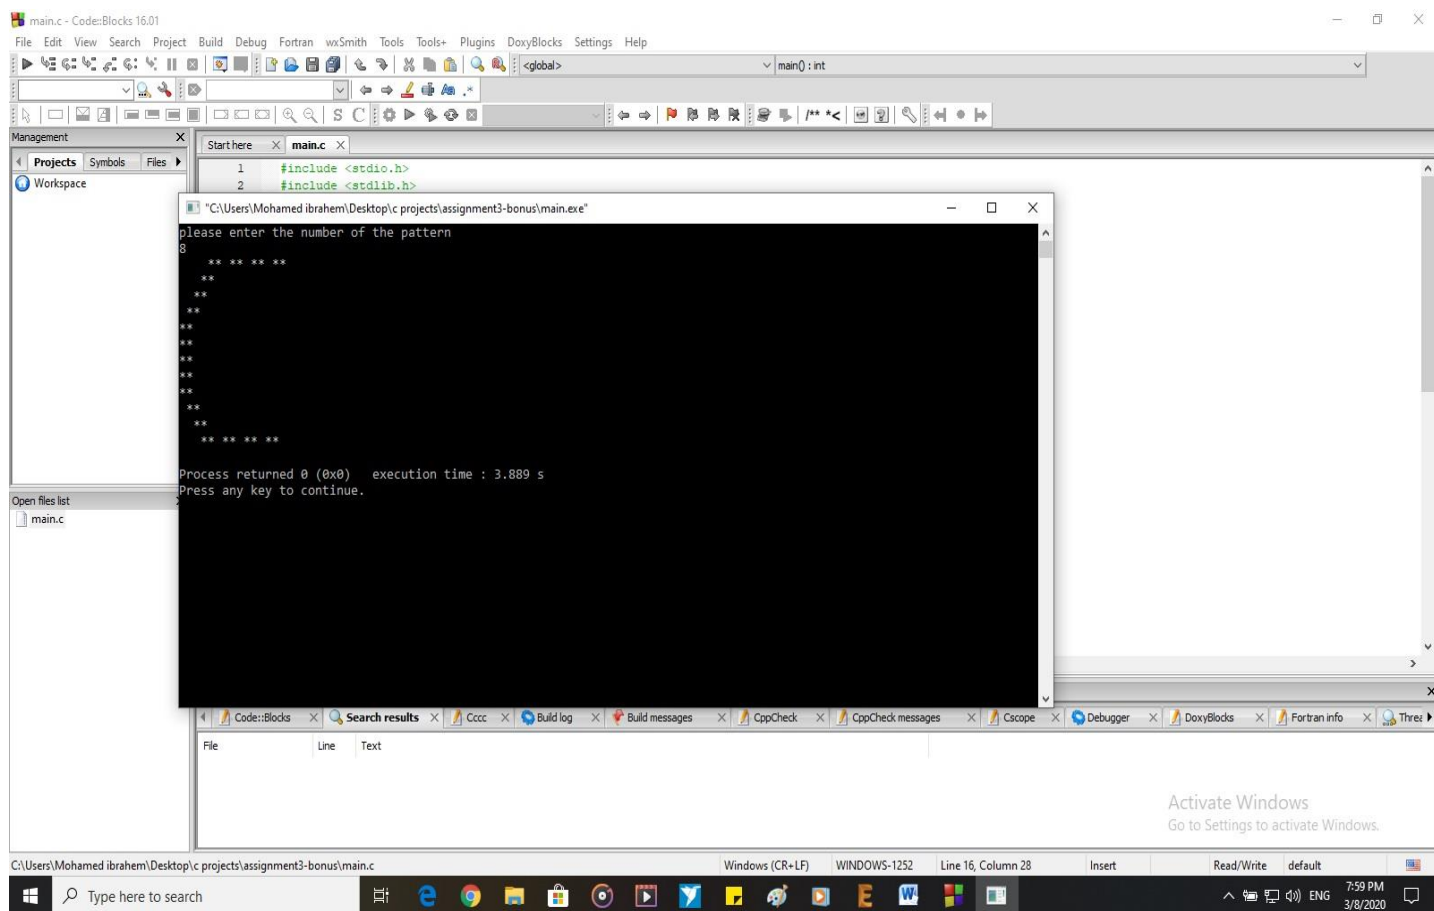 main.c - Code::Blocks 16.01
File Edit View Search Project Build Debug Fortran wxSmith Tools Tools+ Plugins DoxyBlocks Settings Help
<global> main() : int
S C /** *<
Management X
Start here X main.c X
Projects Symbols Files
Workspace
1 #include <stdio.h>
2 #include <stdlib.h>
"C:\Users\Mohamed ibrahem\Desktop\c projects\assignment3-bonus\main.exe"
please enter the number of the pattern
8
    ** ** ** **
   **
  **
 **
**
**
**
**
**
 **
  **
   ** ** ** **
Process returned 0 (0x0)   execution time : 3.889 s
Press any key to continue.
Open files list
main.c
Code::Blocks X Search results X Cccc X Build log X Build messages X CppCheck X CppCheck messages X Cscope X Debugger X DoxyBlocks X Fortran info X Threa
File Line Text
Activate Windows
Go to Settings to activate Windows.
C:\Users\Mohamed ibrahem\Desktop\c projects\assignment3-bonus\main.c Windows (CR+LF) WINDOWS-1252 Line 16, Column 28 Insert Read/Write default
Type here to search
ENG
7:59 PM
3/8/2020